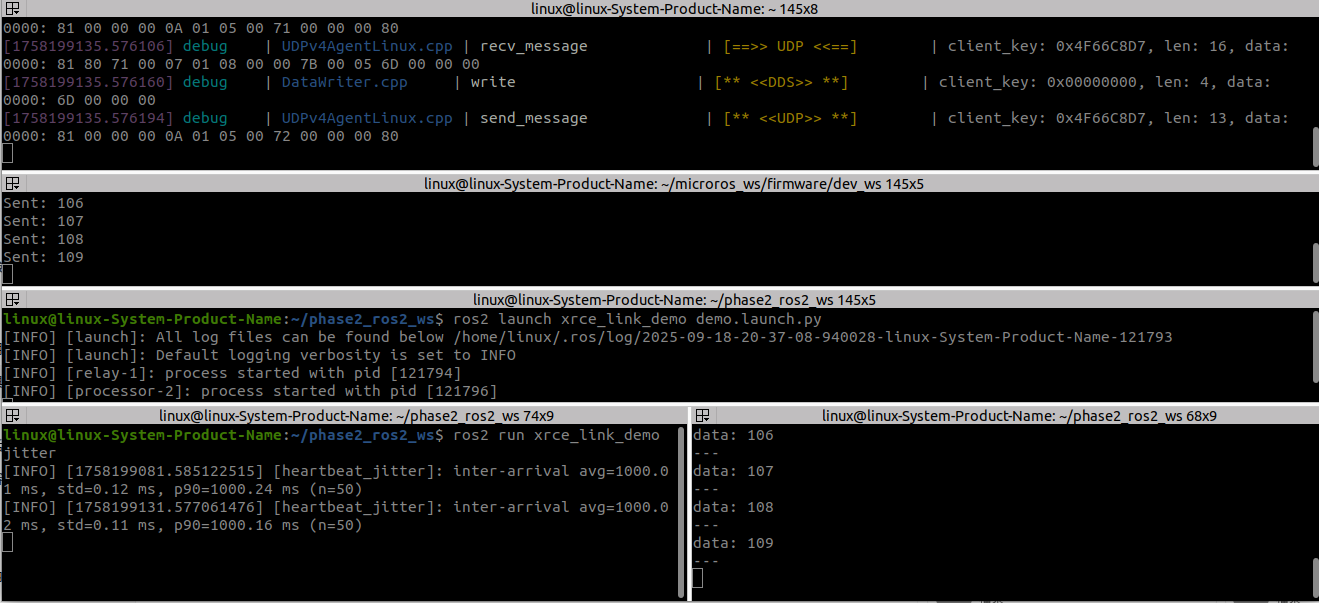 linux@linux-System-Product-Name: ~ 145x8
0000: 81 00 00 00 0A 01 05 00 71 00 00 00 80
[1758199135.576106] debug    | UDPv4AgentLinux.cpp | recv_message             | [==>> UDP <<==]        | client_key: 0x4F66C8D7, len: 16, data:
0000: 81 80 71 00 07 01 08 00 00 7B 00 05 6D 00 00 00
[1758199135.576160] debug    | DataWriter.cpp     | write                    | [** <<DDS>> **]        | client_key: 0x00000000, len: 4, data:
0000: 6D 00 00 00
[1758199135.576194] debug    | UDPv4AgentLinux.cpp | send_message             | [** <<UDP>> **]        | client_key: 0x4F66C8D7, len: 13, data:
0000: 81 00 00 00 0A 01 05 00 72 00 00 00 80
linux@linux-System-Product-Name: ~/microros_ws/firmware/dev_ws 145x5
Sent: 106
Sent: 107
Sent: 108
Sent: 109
linux@linux-System-Product-Name: ~/phase2_ros2_ws 145x5
linux@linux-System-Product-Name:~/phase2_ros2_ws$ ros2 launch xrce_link_demo demo.launch.py
[INFO] [launch]: All log files can be found below /home/linux/.ros/log/2025-09-18-20-37-08-940028-linux-System-Product-Name-121793
[INFO] [launch]: Default logging verbosity is set to INFO
[INFO] [relay-1]: process started with pid [121794]
[INFO] [processor-2]: process started with pid [121796]
linux@linux-System-Product-Name: ~/phase2_ros2_ws 74x9
linux@linux-System-Product-Name:~/phase2_ros2_ws$ ros2 run xrce_link_demo
jitter
[INFO] [1758199081.585122515] [heartbeat_jitter]: inter-arrival avg=1000.0
1 ms, std=0.12 ms, p90=1000.24 ms (n=50)
[INFO] [1758199131.577061476] [heartbeat_jitter]: inter-arrival avg=1000.0
2 ms, std=0.11 ms, p90=1000.16 ms (n=50)
linux@linux-System-Product-Name: ~/phase2_ros2_ws 68x9
data: 106
---
data: 107
---
data: 108
---
data: 109
---